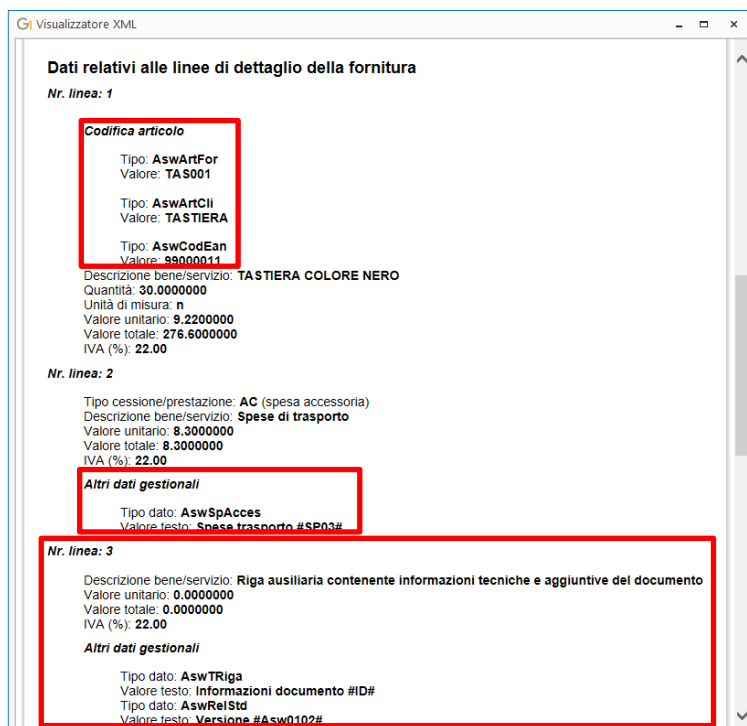 G1 Visualizzatore XML
Dati relativi alle linee di dettaglio della fornitura
Nr. linea: 1
Codifica articolo
Tipo: AswArtFor
Valore: TAS001
Tipo: AswArtCli
Valore: TASTIERA
Tipo: AswCodEan
Valore: 99000011
Descrizione bene/servizio: TASTIERA COLORE NERO
Quantità: 30.0000000
Unità di misura: n
Valore unitario: 9.2200000
Valore totale: 276.6000000
IVA (%): 22.00
Nr. linea: 2
Tipo cessione/prestazione: AC (spesa accessoria)
Descrizione bene/servizio: Spese di trasporto
Valore unitario: 8.3000000
Valore totale: 8.3000000
IVA (%): 22.00
Altri dati gestionali
Tipo dato: AswSpAcces
Valore testo: Spese trasporto #SP03#
Nr. linea: 3
Descrizione bene/servizio: Riga ausiliaria contenente informazioni tecniche e aggiuntive del documento
Valore unitario: 0.0000000
Valore totale: 0.0000000
IVA (%): 22.00
Altri dati gestionali
Tipo dato: AswTRiga
Valore testo: Informazioni documento #ID#
Tipo dato: AswRelStd
Valore testo: Versione #Asw0102#